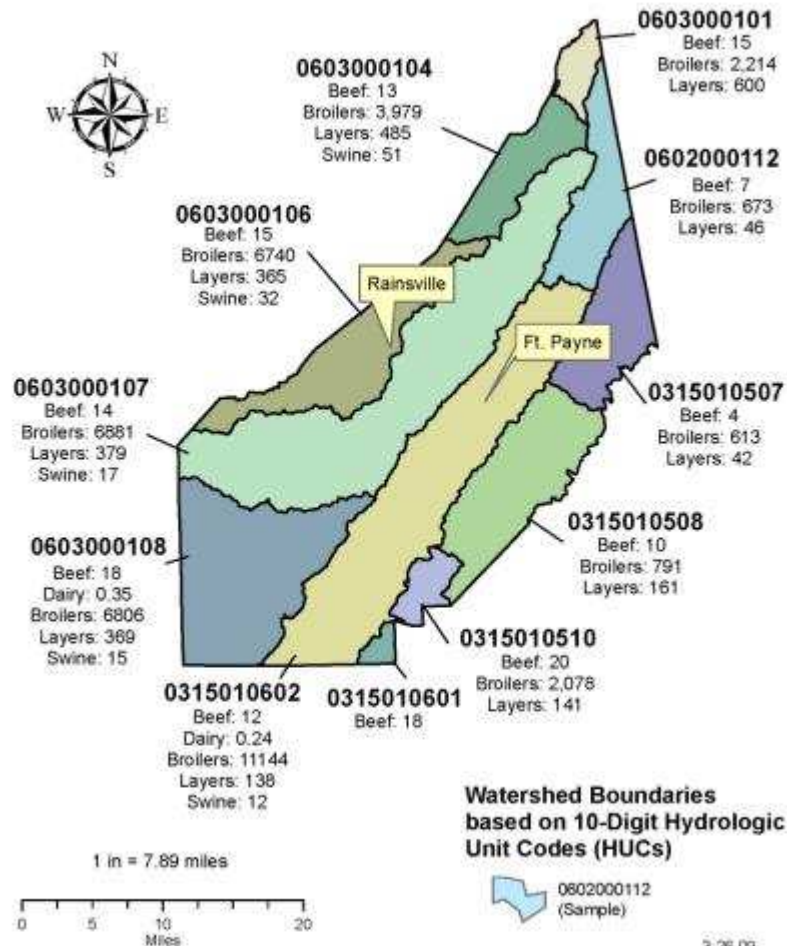 0603000101
Beef: 15
Broilers: 2,214
Layers: 600
0603000104
Beef: 13
Broilers: 3,979
Layers: 485
Swine: 51
N
W
E
S
0602000112
Beef: 7
Broilers: 673
Layers: 46
0603000106
Beef: 15
Broilers: 6740
Layers: 365
Swine: 32
Rainsville
Ft. Payne
0603000107
Beef: 14
Broilers: 6881
Layers: 379
Swine: 17
0315010507
Beef: 4
Broilers: 613
Layers: 42
0315010508
Beef: 10
Broilers: 791
Layers: 161
0603000108
Beef: 18
Dairy: 0.35
Broilers: 6806
Layers: 369
Swine: 15
0315010510
Beef: 20
Broilers: 2,078
Layers: 141
0315010602
Beef: 12
Dairy: 0.24
Broilers: 11144
Layers: 138
Swine: 12
0315010601
Beef: 18
Watershed Boundaries
based on 10-Digit Hydrologic
Unit Codes (HUCs)
0602000112
(Sample)
1 in = 7.89 miles
0 5 10 20
Miles